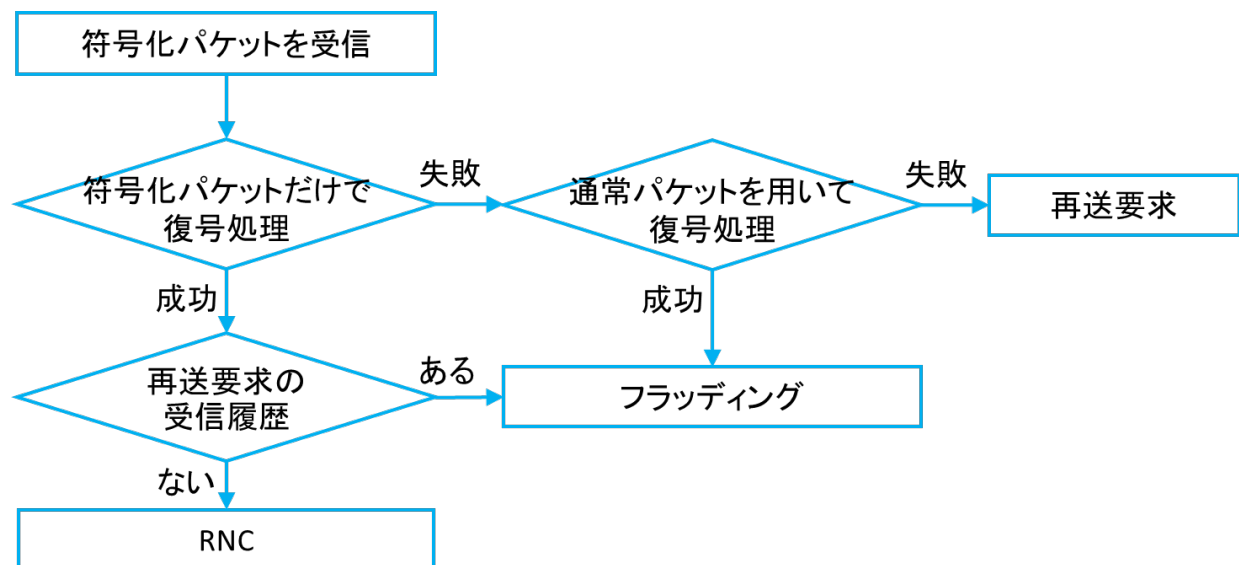 符号化パケットを受信
符号化パケットだけで
復号処理
失敗
通常パケットを用いて
復号処理
失敗
再送要求
成功
成功
再送要求の
受信履歴
ある
フラッディング
ない
RNC